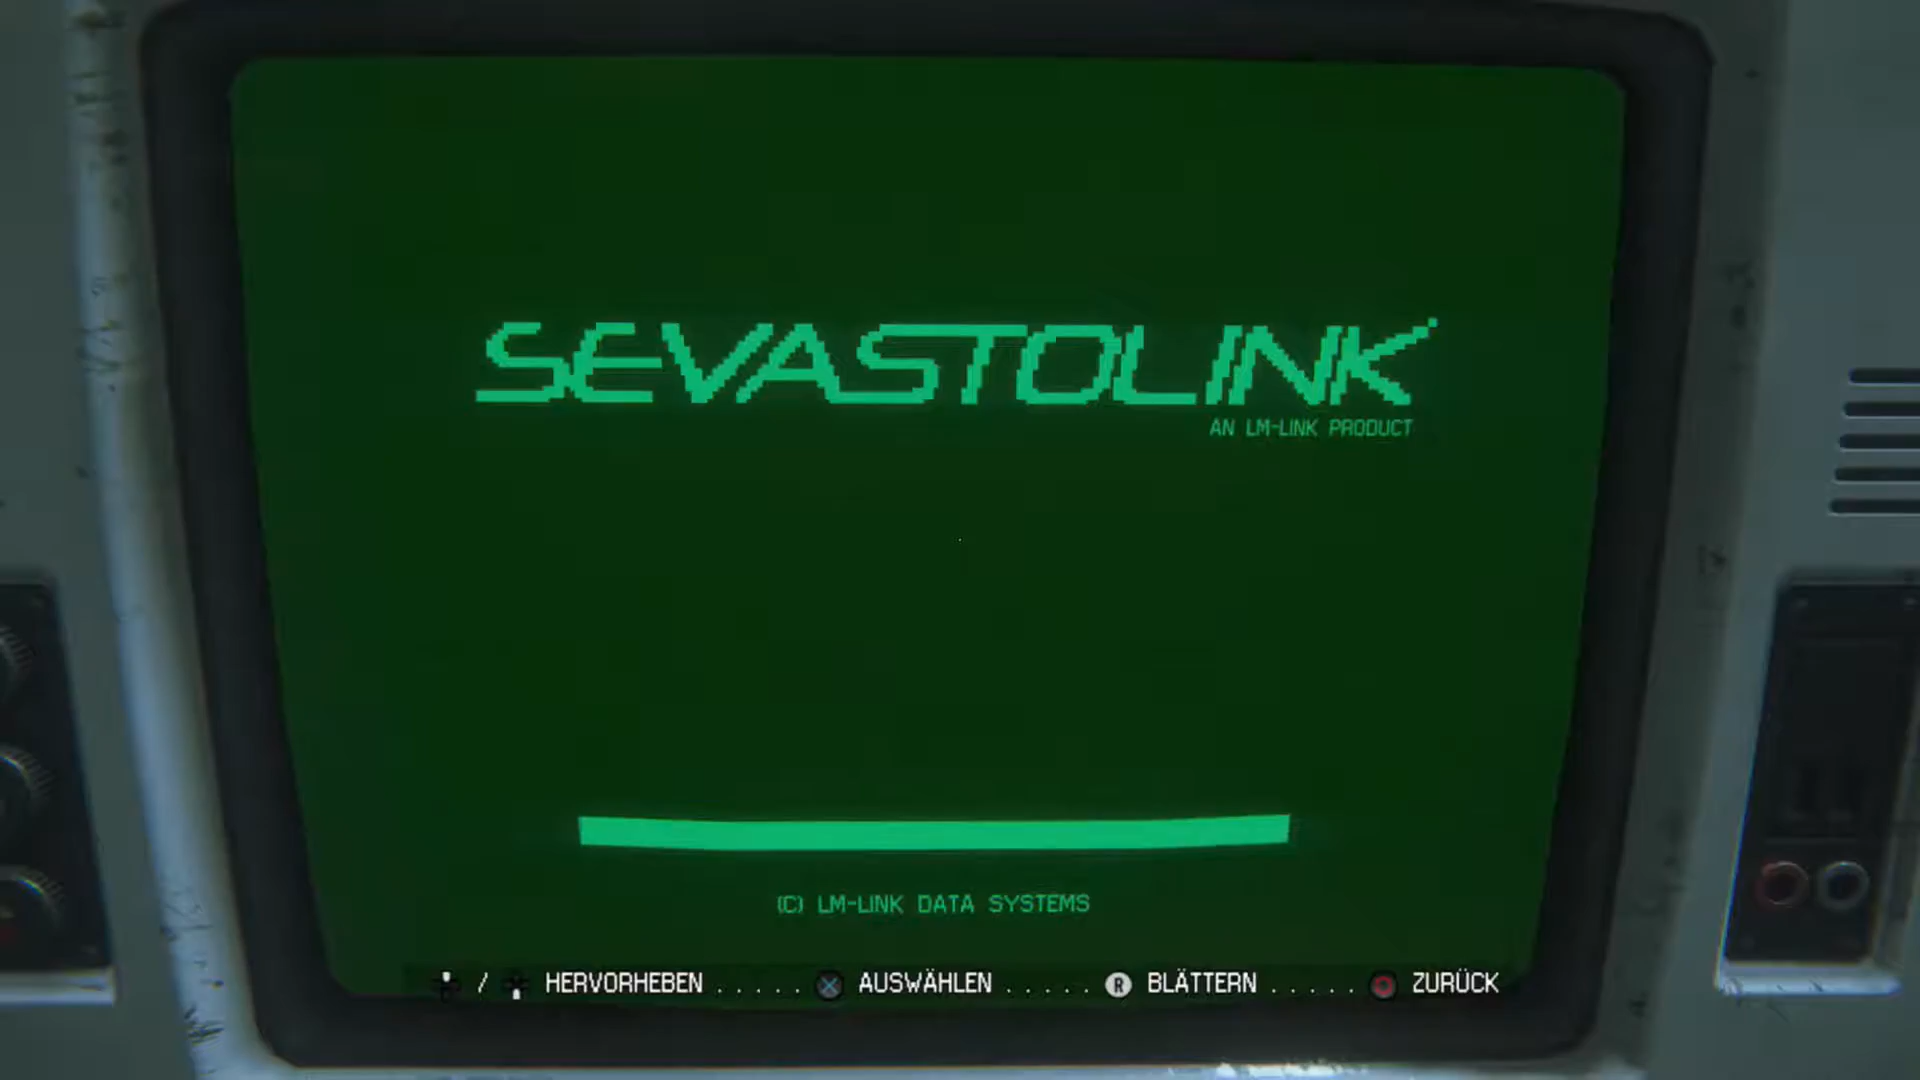 SEVASTOLINK
AN LM-LINK PRODUCT
(C) LM-LINK DATA SYSTEMS
/ HERVORHEBEN ..... AUSWÄHLEN ..... R BLÄTTERN ..... ZURÜCK